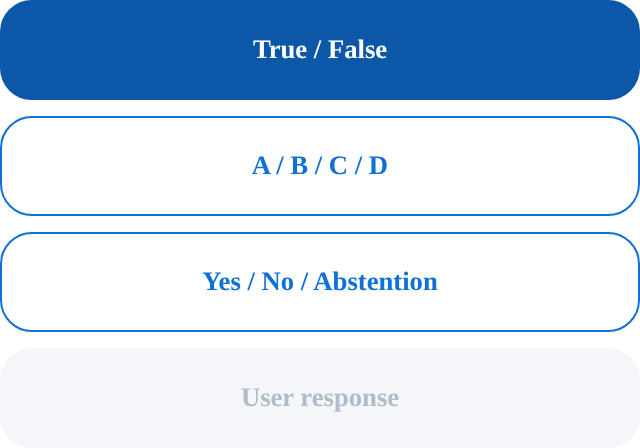 True / False
A / B / C / D
Yes / No / Abstention
User response